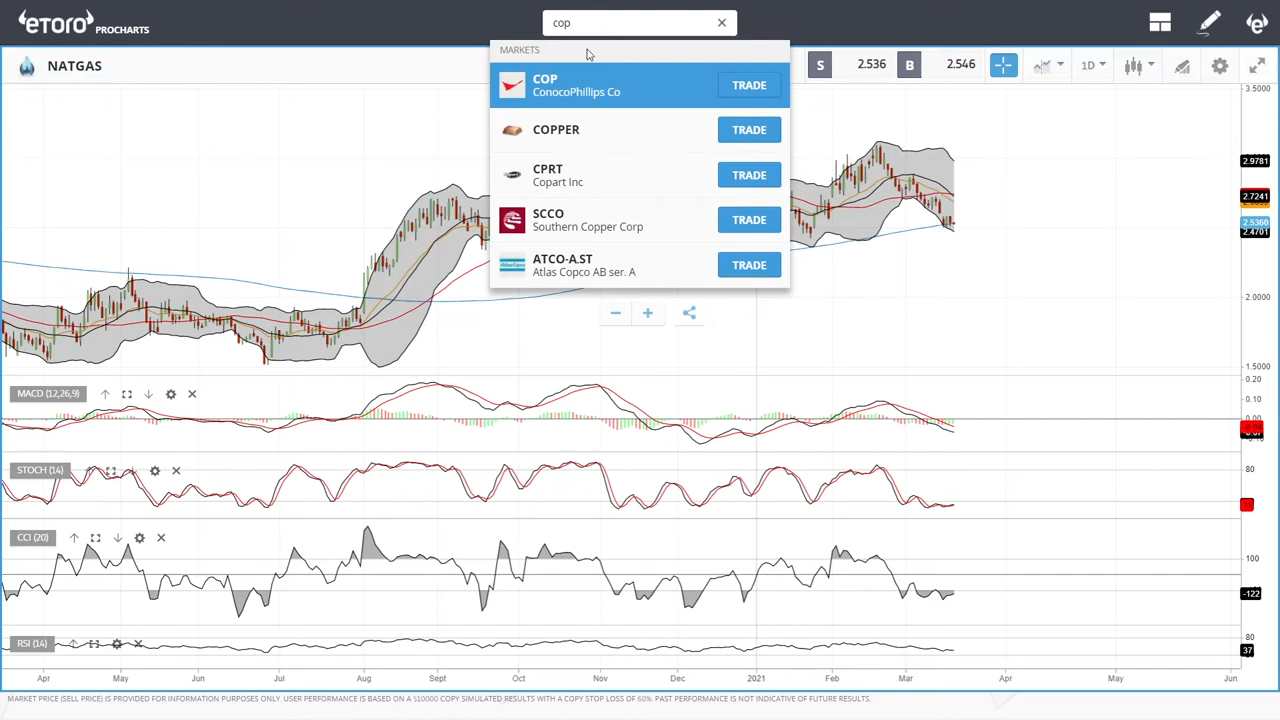 eTORO PROCHARTS
cop
MARKETS
NATGAS
S 2.536 B 2.546 1D
COP
ConocoPhillips Co
TRADE
COPPER
TRADE
CPRT
Copart Inc
TRADE
SCCO
Southern Copper Corp
TRADE
ATCO-A.ST
Atlas Copco AB ser. A
TRADE
3.5000
2.9781
2.7241
2.5360
2.4701
2.0000
1.5000
MACD (12,26,9)
0.20
0.10
0.00
STOCH (14)
80
CCI (20)
100
-122
RSI (14)
80
37
Apr May Jun Jul Aug Sept Oct Nov Dec 2021 Feb Mar Apr May Jun
MARKET PRICE (SELL PRICE) IS PROVIDED FOR INFORMATION PURPOSES ONLY. USER PERFORMANCE IS BASED ON A $10000 COPY SIMULATED RESULTS WITH A COPY STOP LOSS OF 60%. PAST PERFORMANCE IS NOT INDICATIVE OF FUTURE RESULTS.